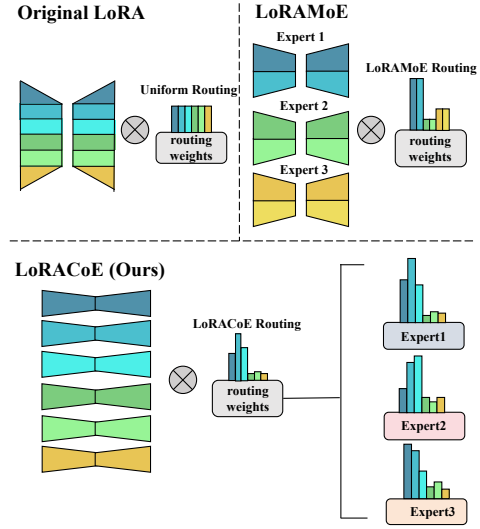 Original LoRA
Uniform Routing
routing
weights
LoRAMoE
Expert 1
Expert 2
Expert 3
LoRAMoE Routing
routing
weights
LoRACoE (Ours)
LoRACoE Routing
routing
weights
Expert1
Expert2
Expert3